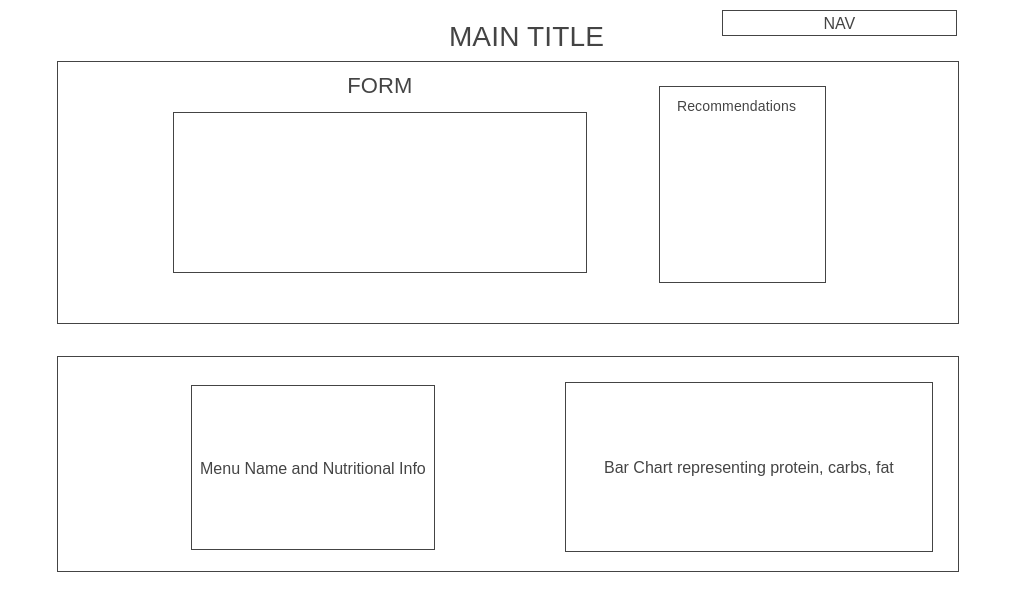 NAV
MAIN TITLE
FORM
Recommendations
Menu Name and Nutritional Info
Bar Chart representing protein, carbs, fat